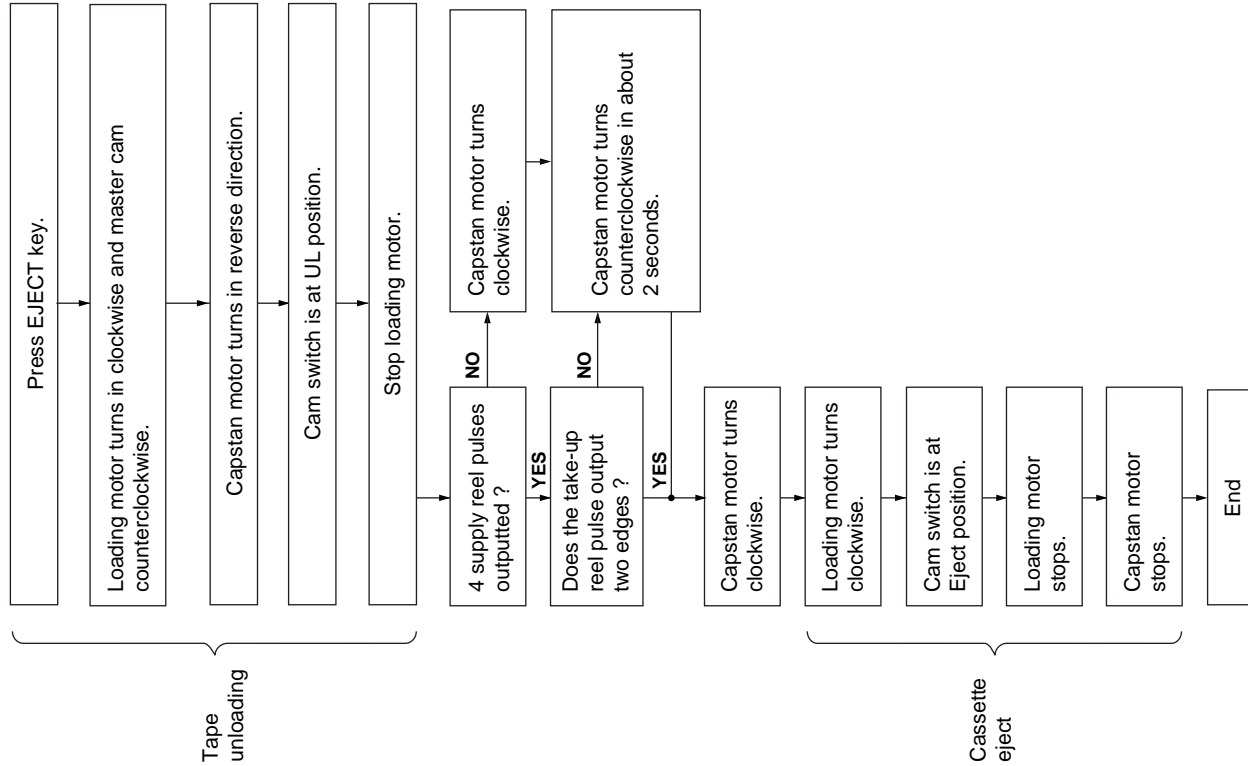 Press EJECT key.
Loading motor turns in clockwise and master cam
counterclockwise.
Capstan motor turns in reverse direction.
Cam switch is at UL position.
Stop loading motor.
Tape
unloading
4 supply reel pulses
outputted ?
NO
Capstan motor turns
clockwise.
YES
Does the take-up
reel pulse output
two edges ?
NO
Capstan motor turns
counterclockwise in about
2 seconds.
YES
Capstan motor turns
clockwise.
Loading motor turns
clockwise.
Cam switch is at
Eject position.
Loading motor
stops.
Capstan motor
stops.
Cassette
eject
End